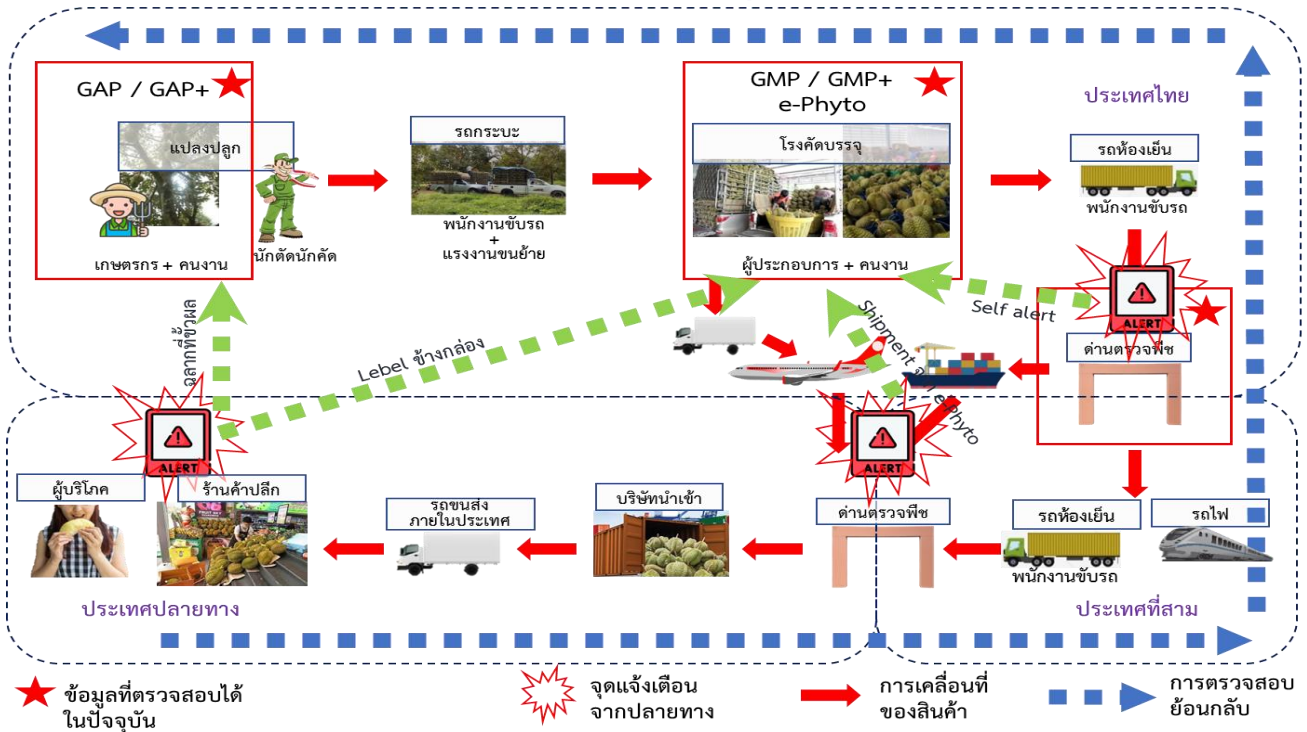 GAP / GAP+
แปลงปลูก
เกษตรกร + คนงาน
นักตัดนักคัด
รถกระบะ
พนักงานขับรถ
+
แรงงานขนย้าย
GMP / GMP+
e-Phyto
โรงคัดบรรจุ
ผู้ประกอบการ + คนงาน
ประเทศไทย
รถห้องเย็น
พนักงานขับรถ
ALERT
ด่านตรวจพืช
Self alert
Shipment จาก e-Phyto
Lebel ข้างกล่อง
ฉลากที่ขั้วผล
ALERT
ผู้บริโภค
ร้านค้าปลีก
รถขนส่ง
ภายในประเทศ
บริษัทนำเข้า
ALERT
ด่านตรวจพืช
รถห้องเย็น
พนักงานขับรถ
รถไฟ
ประเทศปลายทาง
ประเทศที่สาม
ข้อมูลที่ตรวจสอบได้
ในปัจจุบัน
จุดแจ้งเตือน
จากปลายทาง
การเคลื่อนที่
ของสินค้า
การตรวจสอบ
ย้อนกลับ